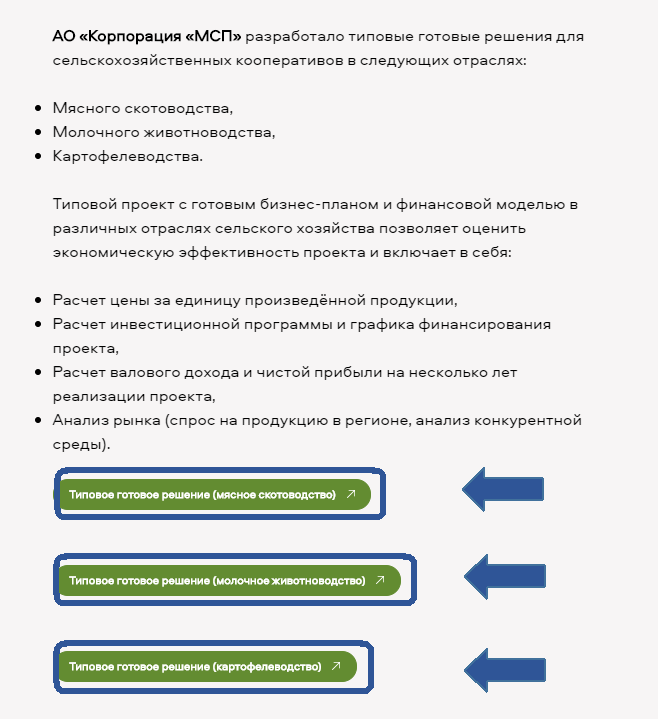 АО «Корпорация «МСП» разработало типовые готовые решения для
сельскохозяйственных кооперативов в следующих отраслях:
Мясного скотоводства,
Молочного животноводства,
Картофелеводства.
Типовой проект с готовым бизнес-планом и финансовой моделью в
различных отраслях сельского хозяйства позволяет оценить
экономическую эффективность проекта и включает в себя:
Расчет цены за единицу произведённой продукции,
Расчет инвестиционной программы и графика финансирования
проекта,
Расчет валового дохода и чистой прибыли на несколько лет
реализации проекта,
Анализ рынка (спрос на продукцию в регионе, анализ конкурентной
среды).
Типовое готовое решение (мясное скотоводство)
Типовое готовое решение (молочное животноводство)
Типовое готовое решение (картофелеводство)